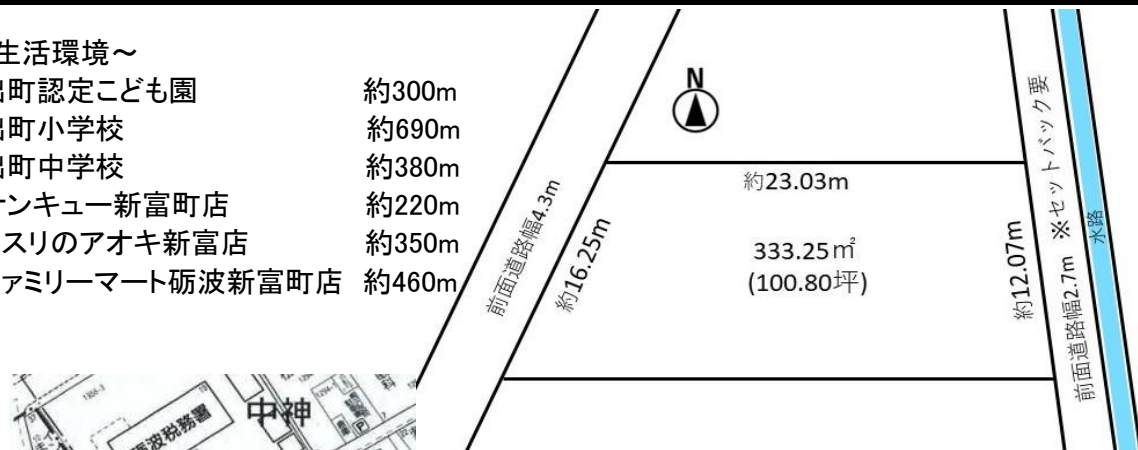 生活環境～
出町認定こども園 約300m
出町小学校 約690m
出町中学校 約380m
サンキュー新富町店 約220m
スリのアオキ新富店 約350m
ファミリーマート砺波新富町店 約460m
N
前面道路幅4.3m
約16.25m
約23.03m
333.25㎡
(100.80坪)
約12.07m
前面道路幅2.7m ※セットバック要
水路
中神
砺波税務署